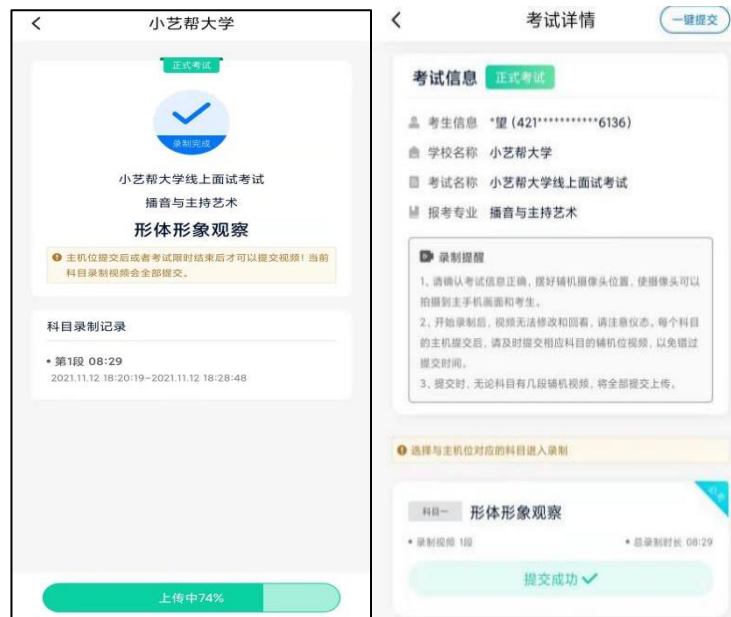 小艺帮大学
正式考试
录制完成
小艺帮大学线上面试考试
播音与主持艺术
形体形象观察
主机位提交后或者考试限时结束后才可以提交视频!当前
科目录制视频会全部提交。
科目录制记录
• 第1段 08:29
2021.11.12 18:20:19~2021.11.12 18:28:48
上传中74%
考试详情
一键提交
考试信息 正式考试
考生信息 *望 (421***********6136)
学校名称 小艺帮大学
考试名称 小艺帮大学线上面试考试
报考专业 播音与主持艺术
录制提醒
1、请确认考试信息正确,摆好辅机摄像头位置,使摄像头可以
拍摄到主手机画面和考生。
2、开始录制后,视频无法修改和回看,请注意仪态。每个科目
的主机提交后,请及时提交相应科目的辅机位视频,以免错过
提交时间。
3、提交时,无论科目有几段辅机视频,将全部提交上传。
选择与主机位对应的科目进入录制
科目一 形体形象观察
• 录制视频 1段 • 总录制时长 08:29
提交成功